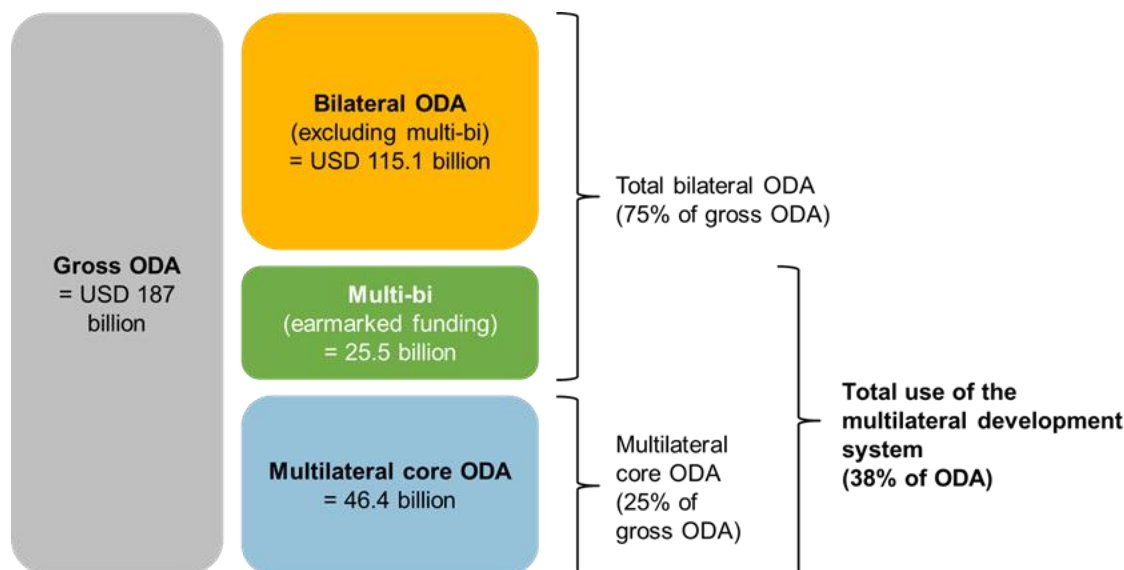 Gross ODA
= USD 187
billion
Bilateral ODA
(excluding multi-bi)
= USD 115.1 billion
Multi-bi
(earmarked funding)
= 25.5 billion
Multilateral core ODA
= 46.4 billion
Total bilateral ODA
(75% of gross ODA)
Multilateral
core ODA
(25% of
gross ODA)
Total use of the
multilateral development
system
(38% of ODA)